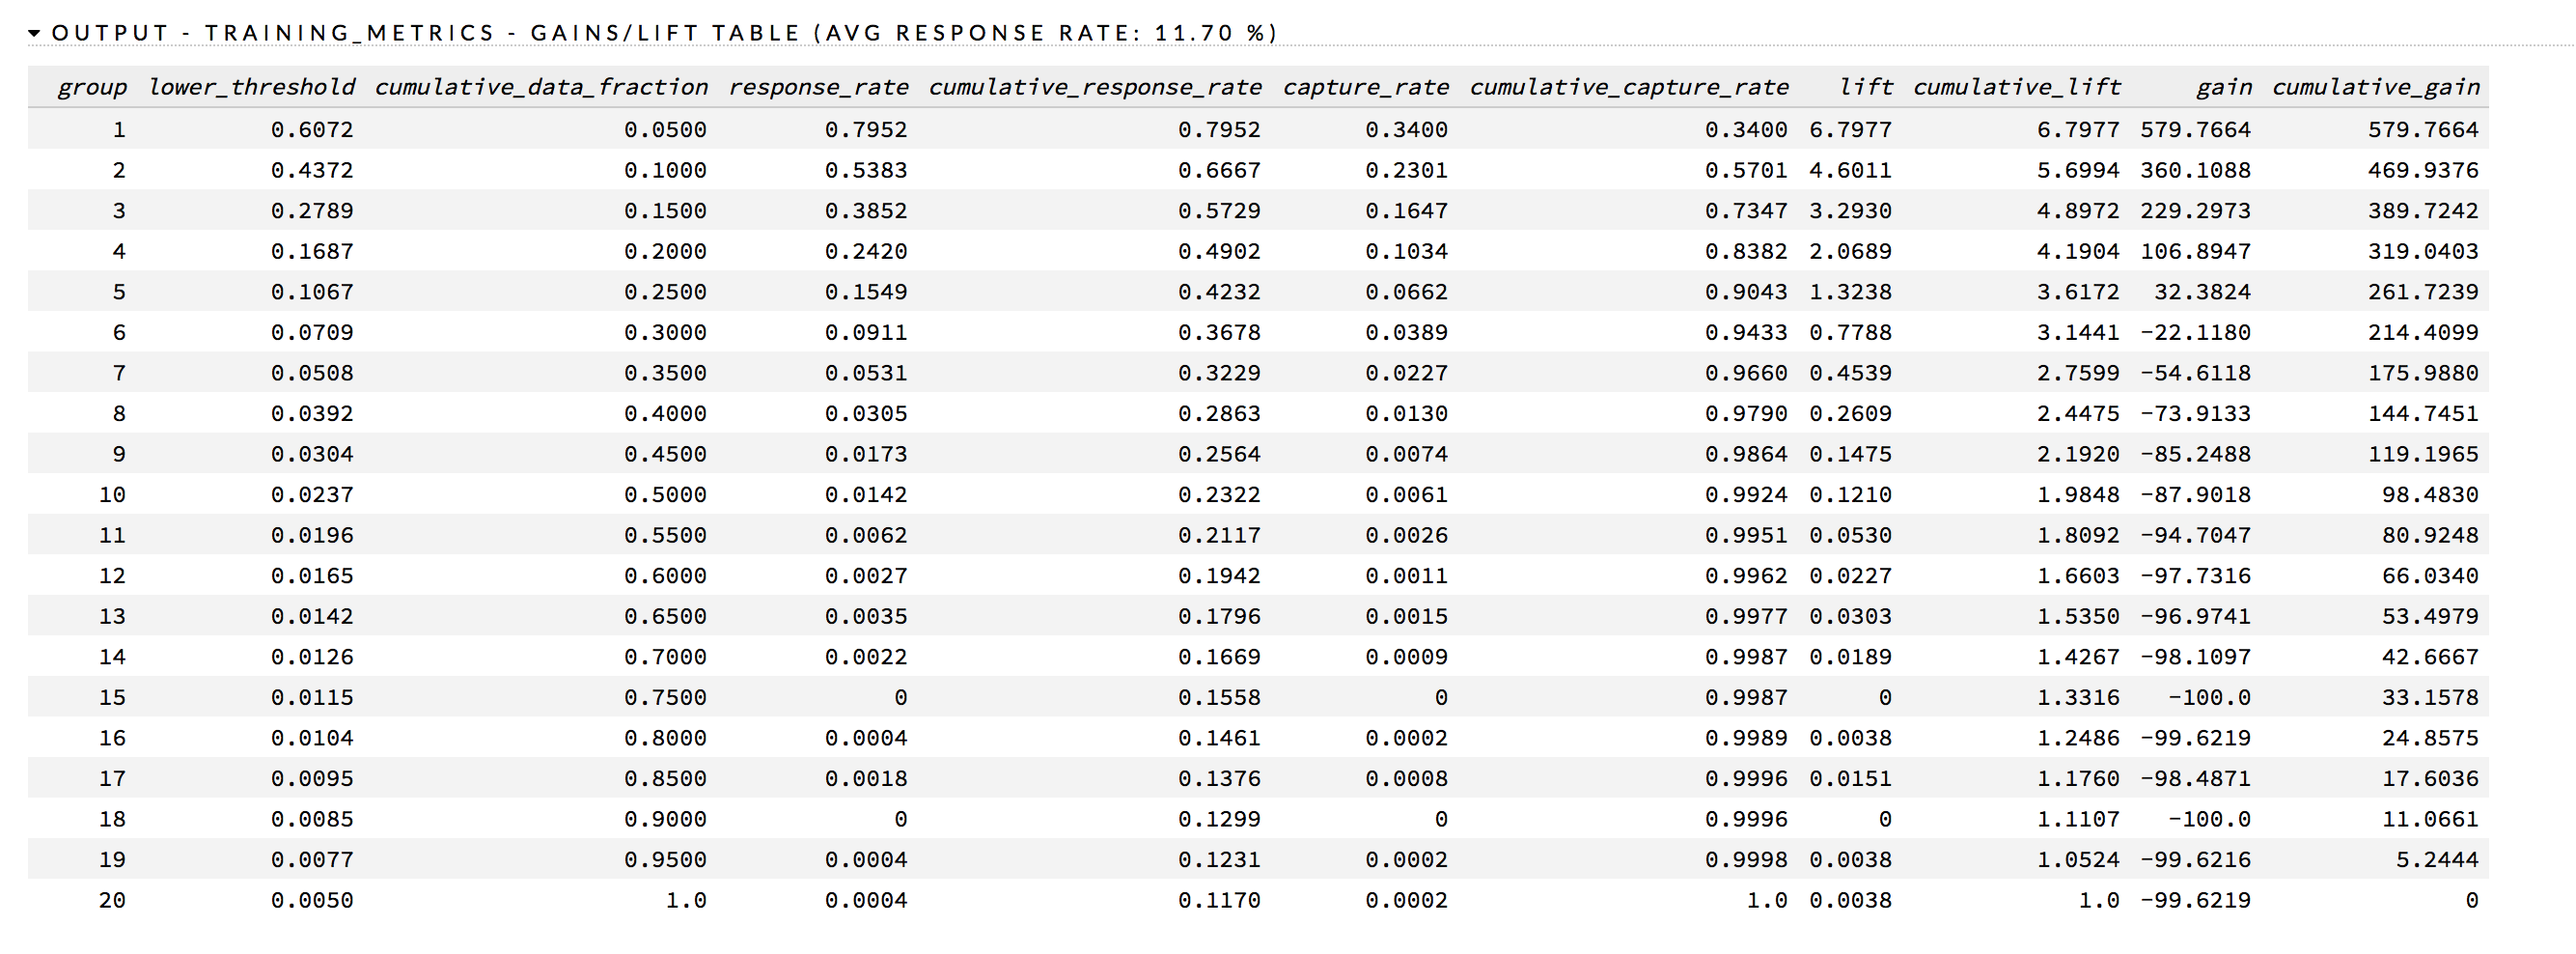 OUTPUT - TRAINING_METRICS - GAINS/LIFT TABLE (AVG RESPONSE RATE: 11.70 %)
group lower_threshold cumulative_data_fraction response_rate cumulative_response_rate capture_rate cumulative_capture_rate lift cumulative_lift gain cumulative_gain
1 0.6072 0.0500 0.7952 0.7952 0.3400 0.3400 6.7977 6.7977 579.7664 579.7664
2 0.4372 0.1000 0.5383 0.6667 0.2301 0.5701 4.6011 5.6994 360.1088 469.9376
3 0.2789 0.1500 0.3852 0.5729 0.1647 0.7347 3.2930 4.8972 229.2973 389.7242
4 0.1687 0.2000 0.2420 0.4902 0.1034 0.8382 2.0689 4.1904 106.8947 319.0403
5 0.1067 0.2500 0.1549 0.4232 0.0662 0.9043 1.3238 3.6172 32.3824 261.7239
6 0.0709 0.3000 0.0911 0.3678 0.0389 0.9433 0.7788 3.1441 -22.1180 214.4099
7 0.0508 0.3500 0.0531 0.3229 0.0227 0.9660 0.4539 2.7599 -54.6118 175.9880
8 0.0392 0.4000 0.0305 0.2863 0.0130 0.9790 0.2609 2.4475 -73.9133 144.7451
9 0.0304 0.4500 0.0173 0.2564 0.0074 0.9864 0.1475 2.1920 -85.2488 119.1965
10 0.0237 0.5000 0.0142 0.2322 0.0061 0.9924 0.1210 1.9848 -87.9018 98.4830
11 0.0196 0.5500 0.0062 0.2117 0.0026 0.9951 0.0530 1.8092 -94.7047 80.9248
12 0.0165 0.6000 0.0027 0.1942 0.0011 0.9962 0.0227 1.6603 -97.7316 66.0340
13 0.0142 0.6500 0.0035 0.1796 0.0015 0.9977 0.0303 1.5350 -96.9741 53.4979
14 0.0126 0.7000 0.0022 0.1669 0.0009 0.9987 0.0189 1.4267 -98.1097 42.6667
15 0.0115 0.7500 0 0.1558 0 0.9987 0 1.3316 -100.0 33.1578
16 0.0104 0.8000 0.0004 0.1461 0.0002 0.9989 0.0038 1.2486 -99.6219 24.8575
17 0.0095 0.8500 0.0018 0.1376 0.0008 0.9996 0.0151 1.1760 -98.4871 17.6036
18 0.0085 0.9000 0 0.1299 0 0.9996 0 1.1107 -100.0 11.0661
19 0.0077 0.9500 0.0004 0.1231 0.0002 0.9998 0.0038 1.0524 -99.6216 5.2444
20 0.0050 1.0 0.0004 0.1170 0.0002 1.0 0.0038 1.0 -99.6219 0